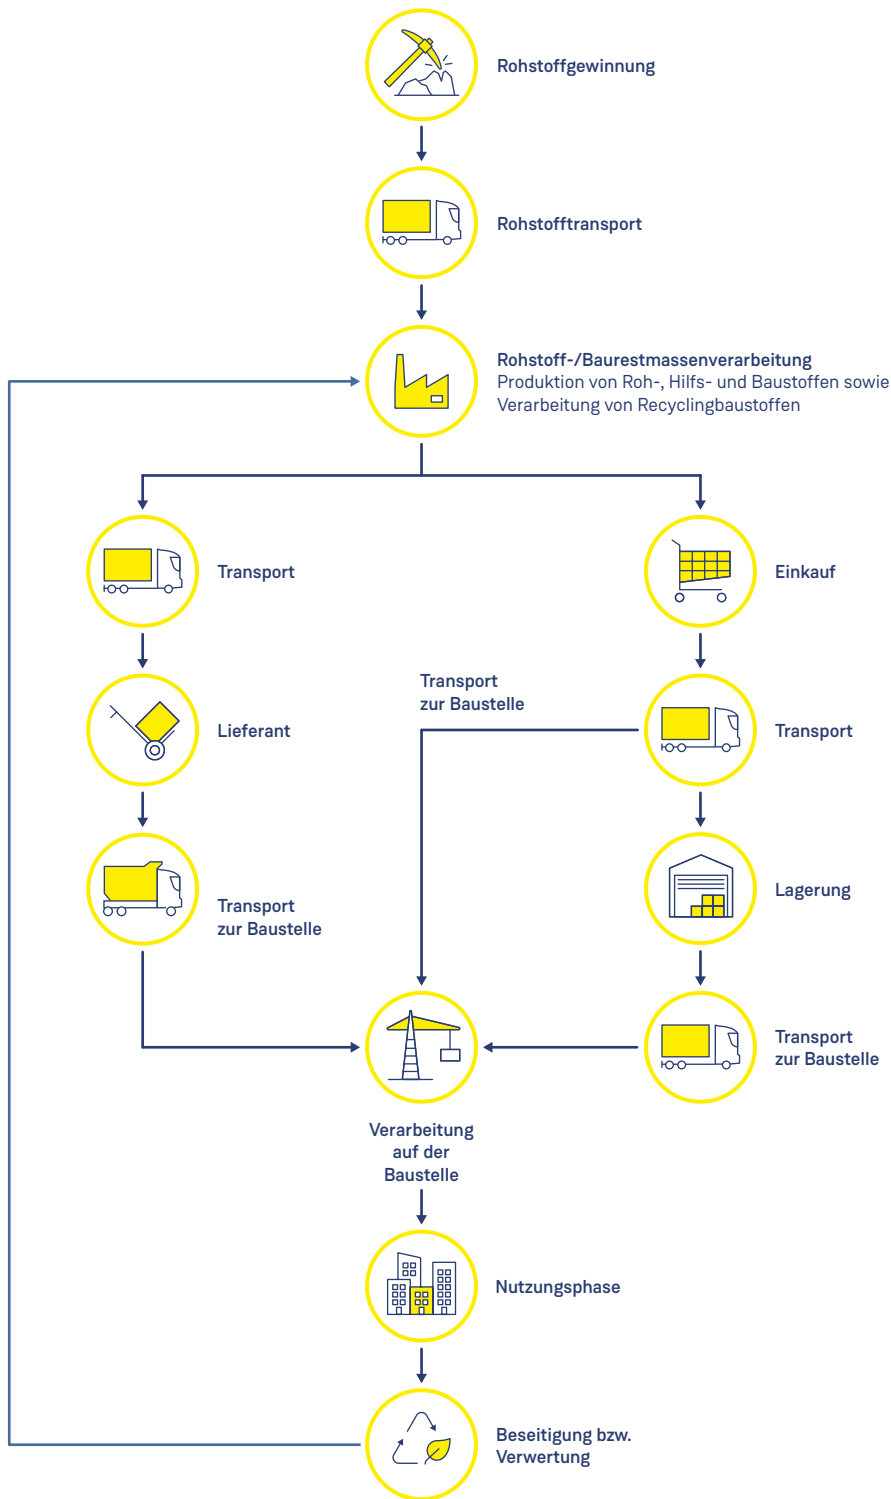 Rohstoffgewinnung
Rohstofftransport
Rohstoff-/Baurestmassenverarbeitung
Produktion von Roh-, Hilfs- und Baustoffen sowie
Verarbeitung von Recyclingbaustoffen
Transport
Einkauf
Lieferant
Transport
zur Baustelle
Transport
Transport
zur Baustelle
Lagerung
Transport
zur Baustelle
Verarbeitung
auf der
Baustelle
Nutzungsphase
Beseitigung bzw.
Verwertung